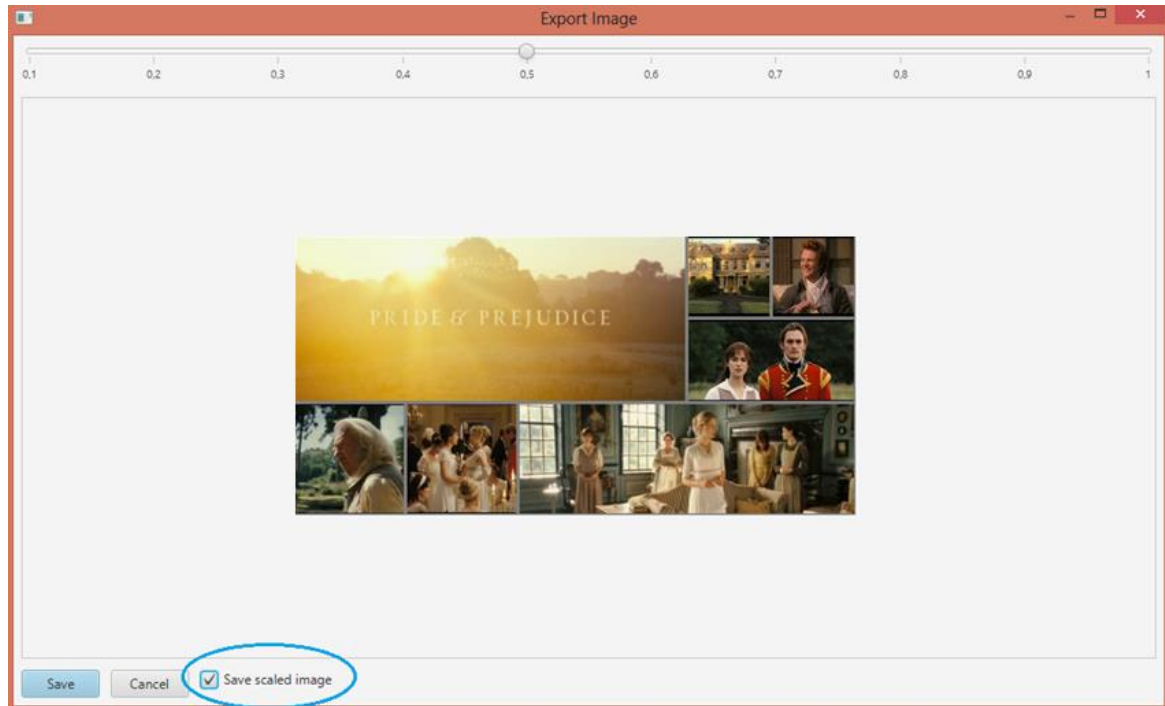 Export Image
0,1 0,2 0,3 0,4 0,5 0,6 0,7 0,8 0,9 1
PRIDE & PREJUDICE
Save Cancel Save scaled image